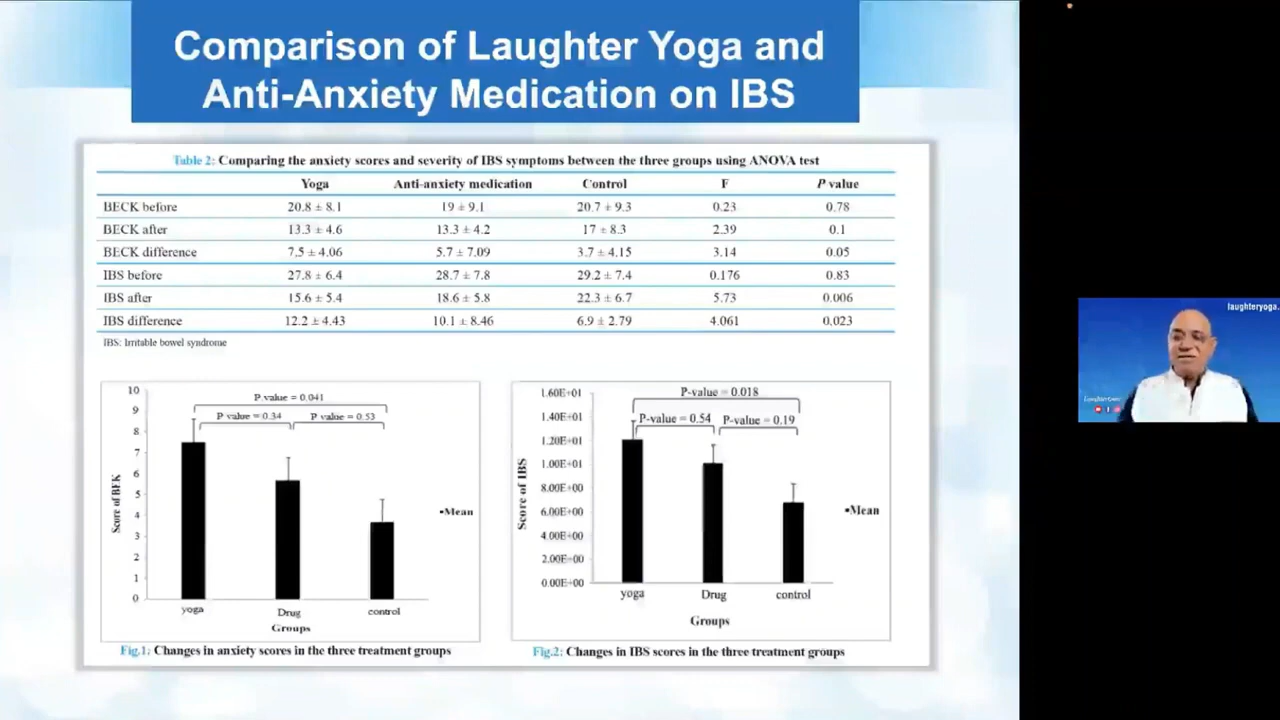 Comparison of Laughter Yoga and
Anti-Anxiety Medication on IBS
Table 2: Comparing the anxiety scores and severity of IBS symptoms between the three groups using ANOVA test
Yoga Anti-anxiety medication Control F P value
BECK before 20.8 ± 8.1 19 ± 9.1 20.7 ± 9.3 0.23 0.78
BECK after 13.3 ± 4.6 13.3 ± 4.2 17 ± 8.3 2.39 0.1
BECK difference 7.5 ± 4.06 5.7 ± 7.09 3.7 ± 4.15 3.14 0.05
IBS before 27.8 ± 6.4 28.7 ± 7.8 29.2 ± 7.4 0.176 0.83
IBS after 15.6 ± 5.4 18.6 ± 5.8 22.3 ± 6.7 5.73 0.006
IBS difference 12.2 ± 4.43 10.1 ± 8.46 6.9 ± 2.79 4.061 0.023
IBS: Irritable bowel syndrome
10
9
8
7
6
5
4
3
2
1
0
Score of BEK
P value = 0.041
P value = 0.34 P value = 0.53
▪Mean
yoga Drug control
Groups
Fig.1: Changes in anxiety scores in the three treatment groups
1.60E+01
1.40E+01
1.20E+01
1.00E+01
8.00E+00
6.00E+00
4.00E+00
2.00E+00
0.00E+00
Score of IBS
P-value = 0.018
P-value = 0.54 P-value = 0.19
▪Mean
yoga Drug control
Groups
Fig.2: Changes in IBS scores in the three treatment groups
laughteryoga.